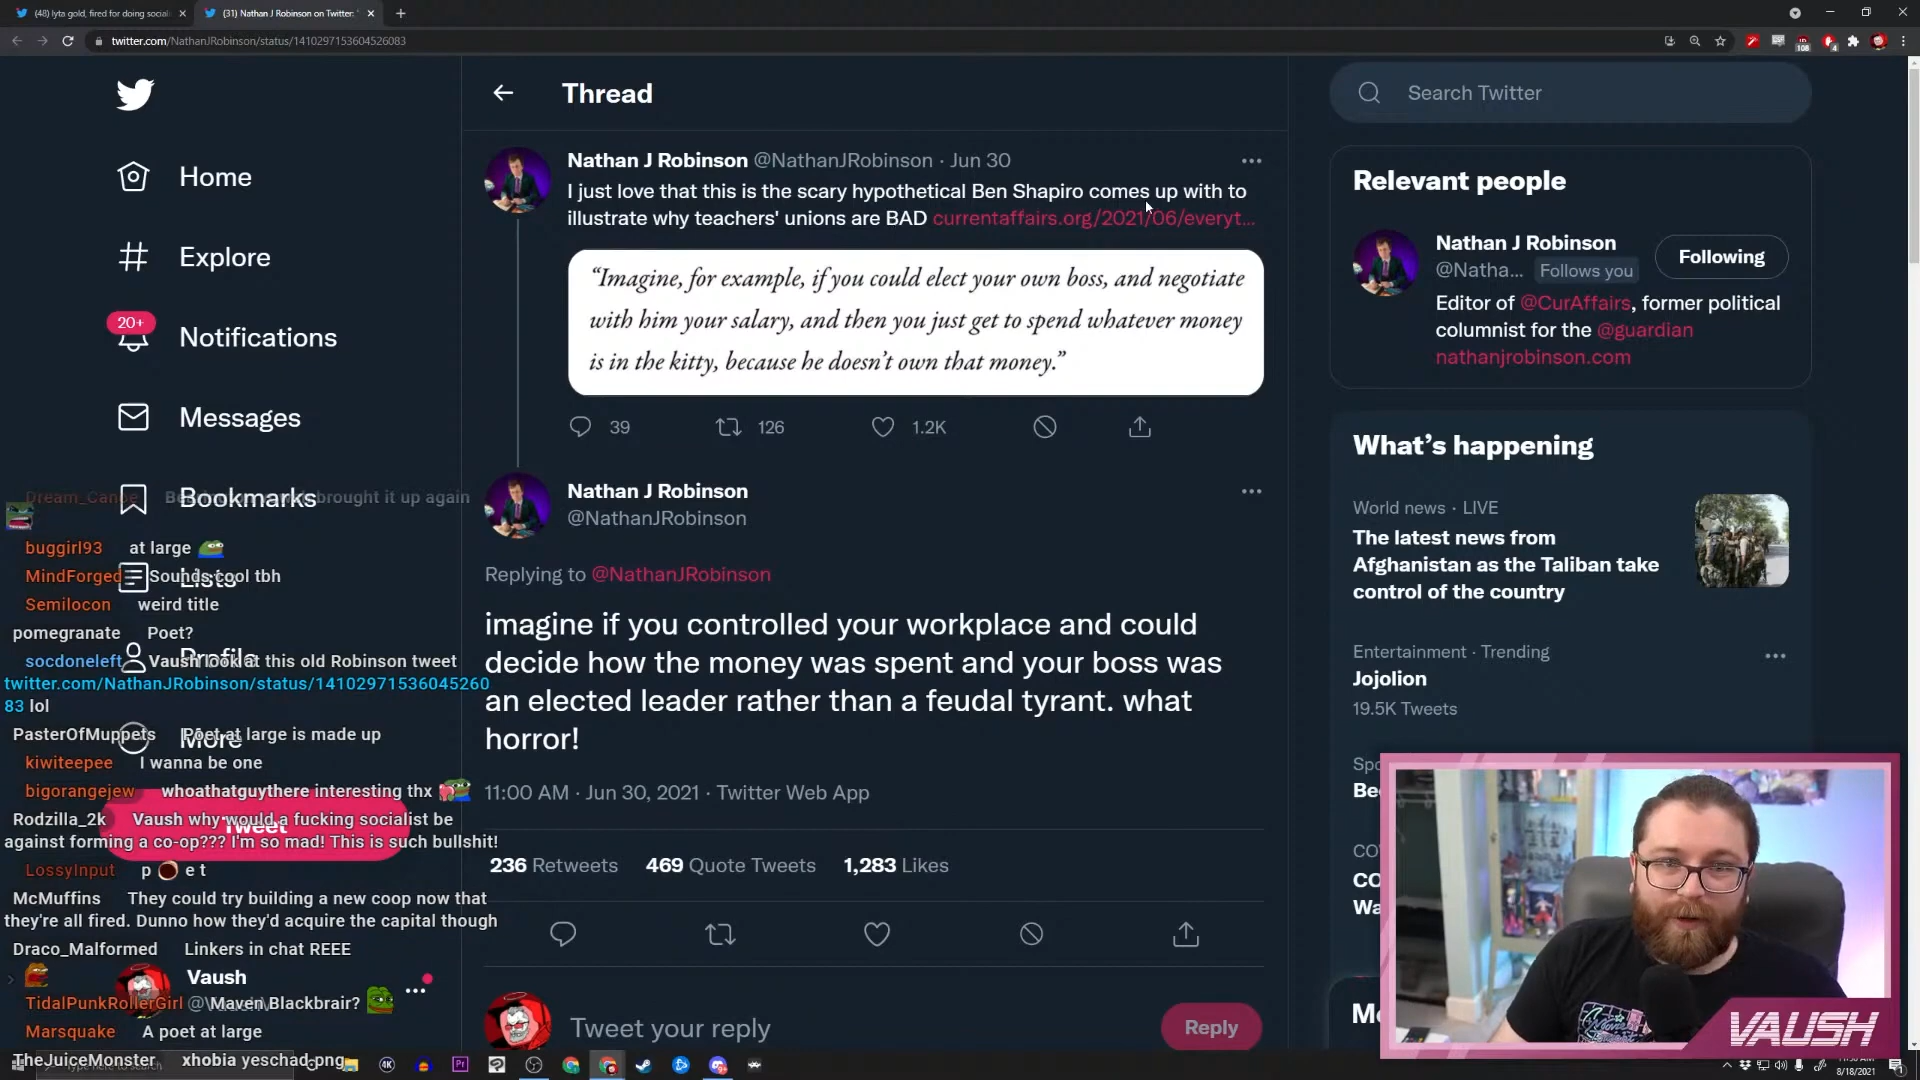 (48) lyta gold, fired for doing social
(31) Nathan J Robinson on Twitter: "
twitter.com/NathanJRobinson/status/1410297153604526083
Home
Explore
20+
Notifications
Messages
Bookmarks
Lists
Profile
More
Tweet
Vaush
Thread
Nathan J Robinson @NathanJRobinson · Jun 30
I just love that this is the scary hypothetical Ben Shapiro comes up with to
illustrate why teachers' unions are BAD currentaffairs.org/2021/06/everyt...
“Imagine, for example, if you could elect your own boss, and negotiate
with him your salary, and then you just get to spend whatever money
is in the kitty, because he doesn’t own that money.”
39 126 1.2K
Nathan J Robinson
@NathanJRobinson
Replying to @NathanJRobinson
imagine if you controlled your workplace and could
decide how the money was spent and your boss was
an elected leader rather than a feudal tyrant. what
horror!
11:00 AM · Jun 30, 2021 · Twitter Web App
236 Retweets 469 Quote Tweets 1,283 Likes
Tweet your reply
Reply
Search Twitter
Relevant people
Nathan J Robinson
@Natha... Follows you
Following
Editor of @CurAffairs, former political
columnist for the @guardian
nathanjrobinson.com
What’s happening
World news · LIVE
The latest news from
Afghanistan as the Taliban take
control of the country
Entertainment · Trending
Jojolion
19.5K Tweets
brought it up again
buggirl93 at large
MindForged Sounds cool tbh
Semilocon weird title
pomegranate Poet?
socdoneleft Vaush look at this old Robinson tweet
twitter.com/NathanJRobinson/status/14102971536045260
83 lol
PasterOfMuppets Poet at large is made up
kiwiteepee I wanna be one
bigorangejew whoathatguythere interesting thx
Rodzilla_2k Vaush why would a fucking socialist be
against forming a co-op??? I'm so mad! This is such bullshit!
LossyInput p e t
McMuffins They could try building a new coop now that
they're all fired. Dunno how they'd acquire the capital though
Draco_Malformed Linkers in chat REEE
TidalPunkRollerGirl Maven Blackbrair?
Marsquake A poet at large
TheJuiceMonster xhobia yeschad.png
VAUSH
8/18/2021